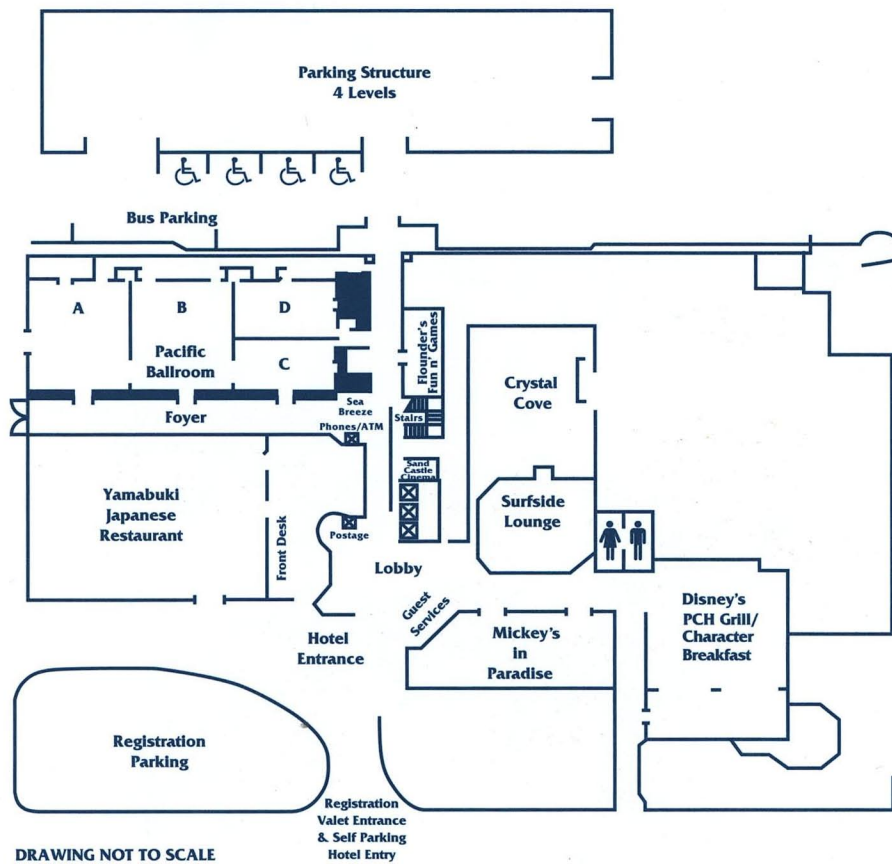 Parking Structure
4 Levels
Bus Parking
A
B
D
Pacific
Ballroom
C
Flounder's
Fun n' Games
Crystal
Cove
Sea
Breeze
Foyer
Phones/ATM
Stairs
Sand
Castle
Cinema
Yamabuki
Japanese
Restaurant
Front Desk
Postage
Surfside
Lounge
Lobby
Guest
Services
Hotel
Entrance
Mickey's
in
Paradise
Disney's
PCH Grill/
Character
Breakfast
Registration
Parking
Registration
Valet Entrance
& Self Parking
Hotel Entry
DRAWING NOT TO SCALE